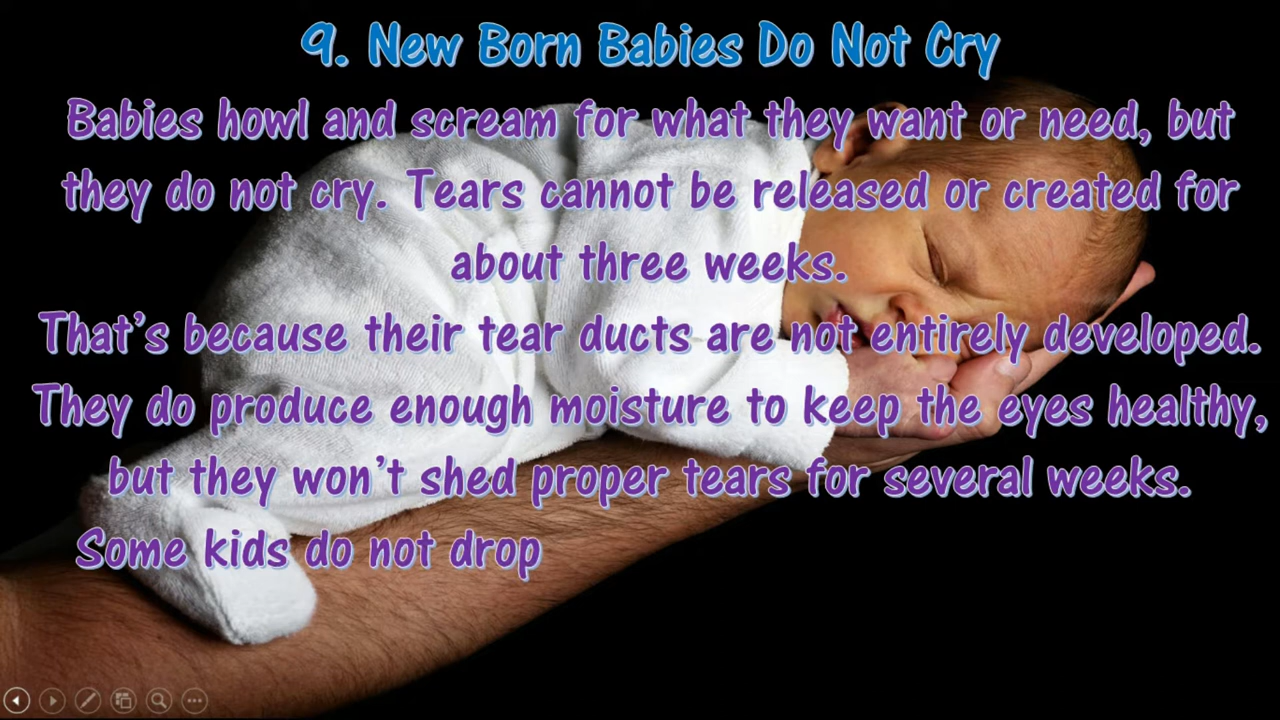 9. New Born Babies Do Not Cry
Babies howl and scream for what they want or need, but
they do not cry. Tears cannot be released or created for
about three weeks.
That's because their tear ducts are not entirely developed.
They do produce enough moisture to keep the eyes healthy,
but they won't shed proper tears for several weeks.
Some kids do not drop